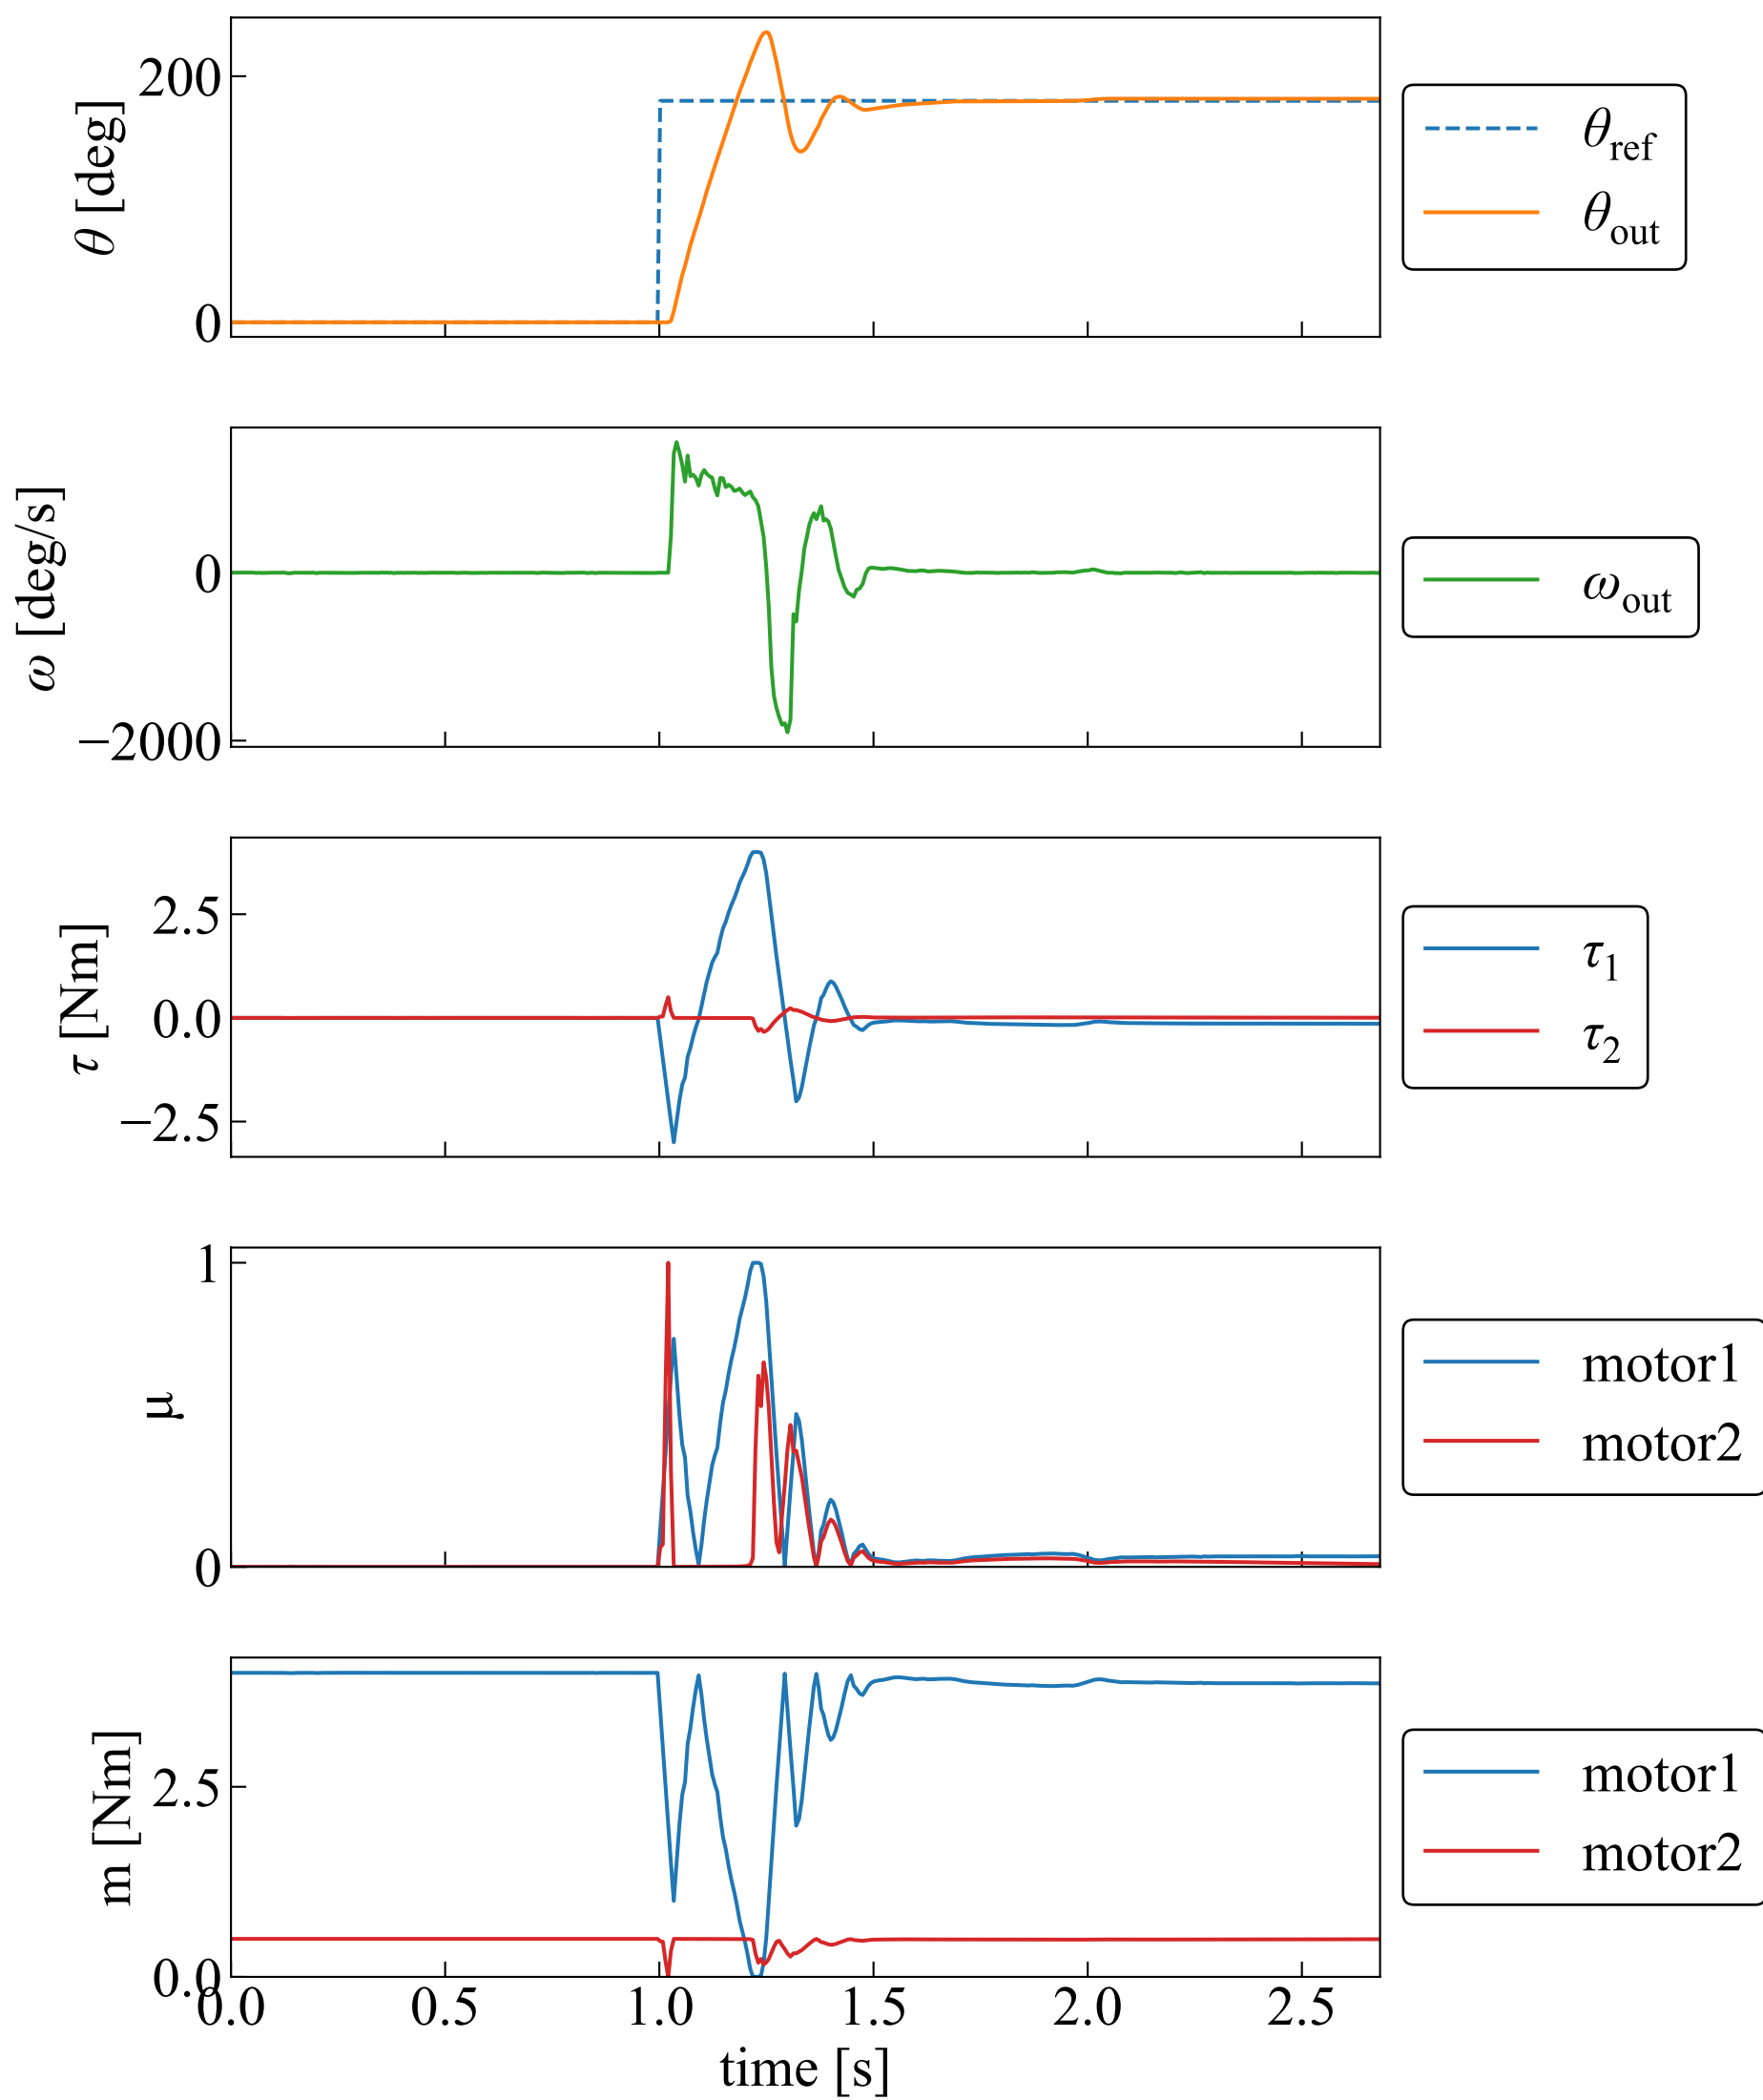 θ [deg]
200
0
θref
θout
ω [deg/s]
0
−2000
ωout
τ [Nm]
2.5
0.0
−2.5
τ1
τ2
μ
1
0
motor1
motor2
m [Nm]
2.5
0.0
motor1
motor2
0.0 0.5 1.0 1.5 2.0 2.5
time [s]